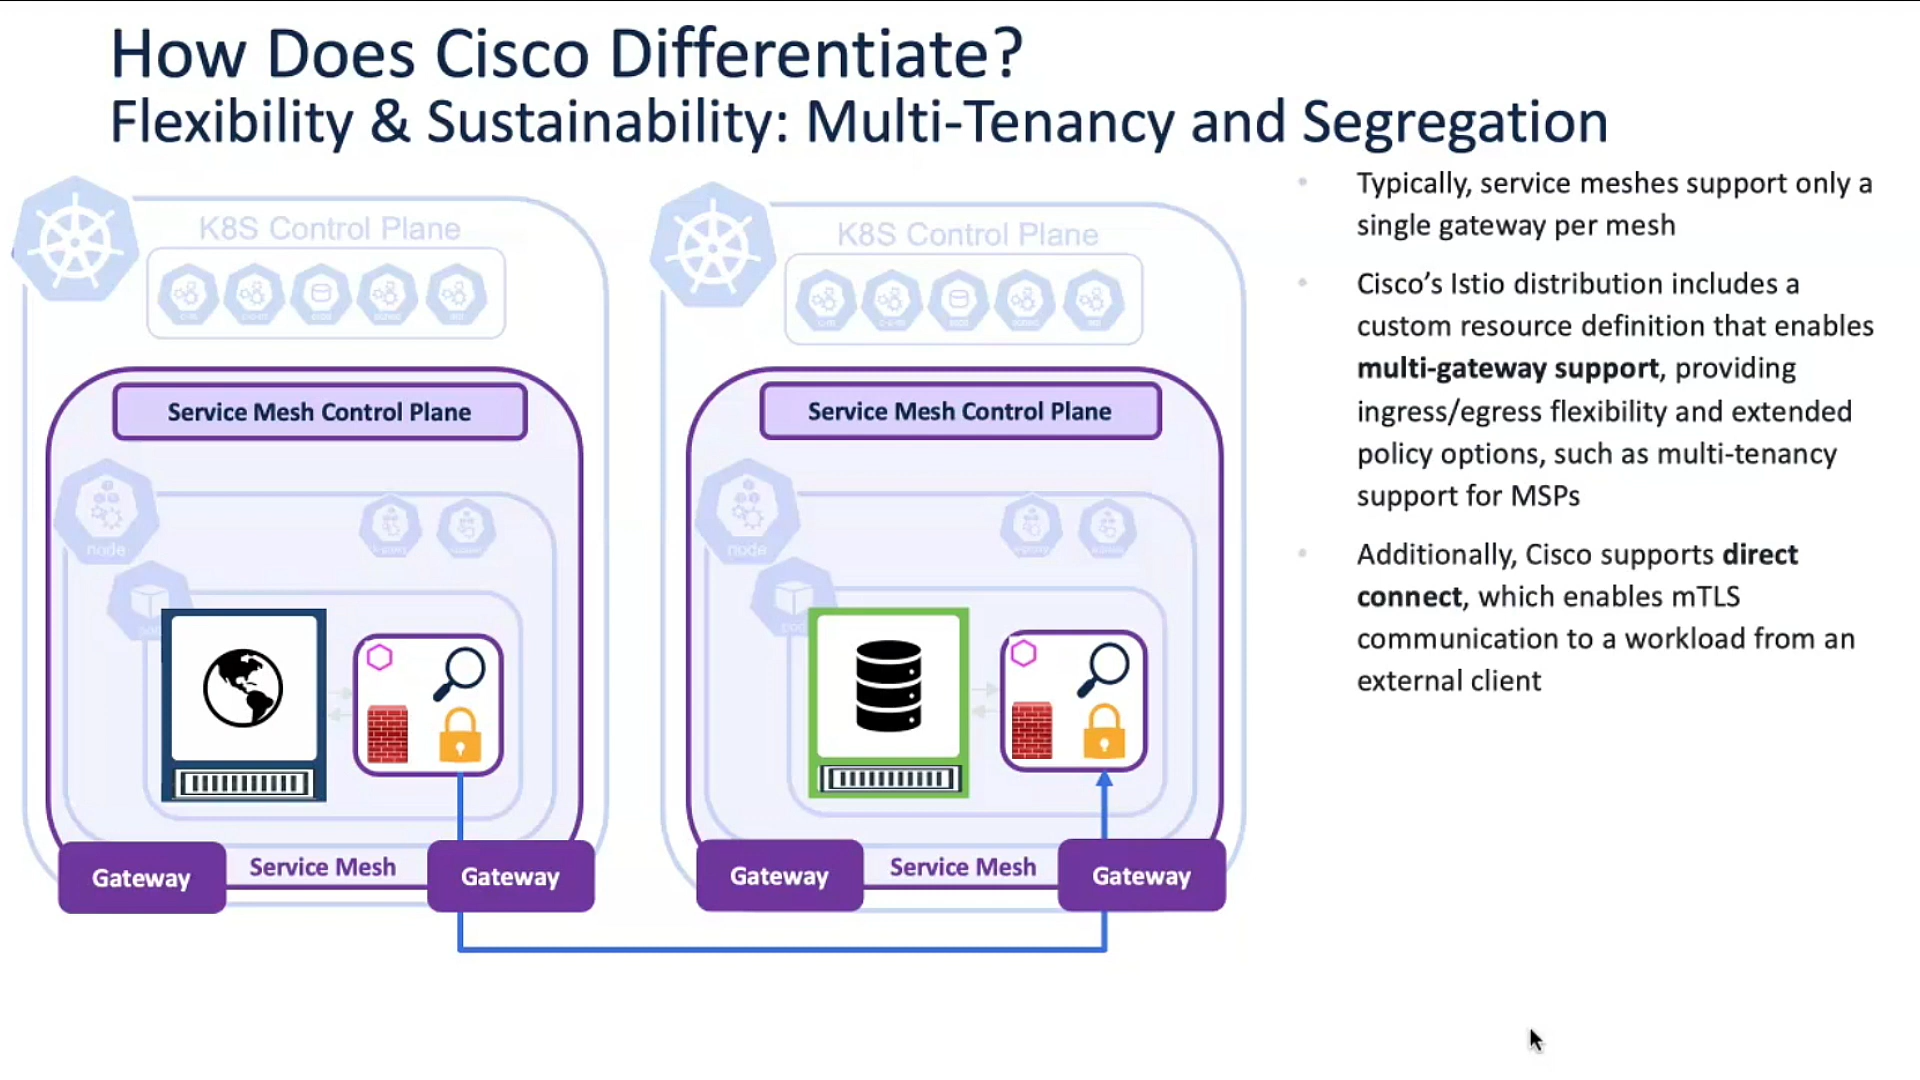 How Does Cisco Differentiate?
Flexibility & Sustainability: Multi-Tenancy and Segregation
K8S Control Plane
Service Mesh Control Plane
node
Gateway
Service Mesh
Gateway
K8S Control Plane
Service Mesh Control Plane
node
Gateway
Service Mesh
Gateway
Typically, service meshes support only a
single gateway per mesh
Cisco’s Istio distribution includes a
custom resource definition that enables
multi-gateway support, providing
ingress/egress flexibility and extended
policy options, such as multi-tenancy
support for MSPs
Additionally, Cisco supports direct
connect, which enables mTLS
communication to a workload from an
external client